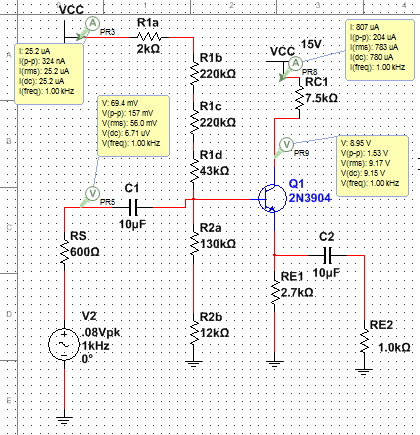 VCC
I: 25.2 uA
I(p-p): 324 nA
I(rms): 25.2 uA
I(dc): 25.2 uA
I(freq): 1.00 kHz
A
PR3
R1a
2kΩ
R1b
220kΩ
R1c
220kΩ
R1d
43kΩ
V: 69.4 mV
V(p-p): 157 mV
V(rms): 56.0 mV
V(dc): 6.71 uV
V(freq): 1.00 kHz
V
PR5
C1
10µF
RS
600Ω
V2
.08Vpk
1kHz
0°
R2a
130kΩ
R2b
12kΩ
VCC
15V
A
PR8
I: 807 uA
I(p-p): 204 uA
I(rms): 783 uA
I(dc): 780 uA
I(freq): 1.00 kHz
RC1
7.5kΩ
V
PR9
V: 8.95 V
V(p-p): 1.53 V
V(rms): 9.17 V
V(dc): 9.15 V
V(freq): 1.00 kHz
Q1
2N3904
C2
10µF
RE1
2.7kΩ
RE2
1.0kΩ